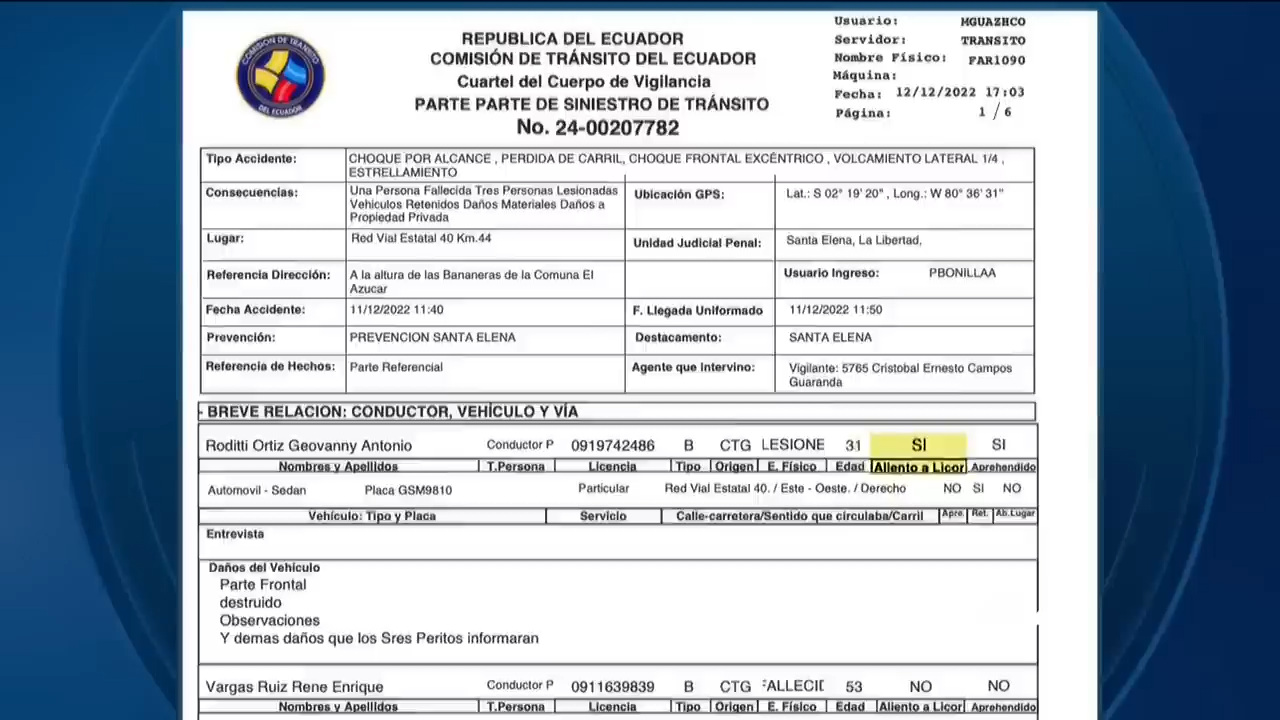 COMISIÓN DE TRÁNSITO
DEL ECUADOR
REPUBLICA DEL ECUADOR
COMISIÓN DE TRÁNSITO DEL ECUADOR
Cuartel del Cuerpo de Vigilancia
PARTE PARTE DE SINIESTRO DE TRÁNSITO
No. 24-00207782
Usuario: MGUAZHCO
Servidor: TRANSITO
Nombre Físico: FAR1090
Máquina:
Fecha: 12/12/2022 17:03
Página: 1 / 6
Tipo Accidente: CHOQUE POR ALCANCE , PERDIDA DE CARRIL, CHOQUE FRONTAL EXCÉNTRICO , VOLCAMIENTO LATERAL 1/4 ,
ESTRELLAMIENTO
Consecuencias: Una Persona Fallecida Tres Personas Lesionadas
Vehiculos Retenidos Daños Materiales Daños a
Propiedad Privada
Ubicación GPS: Lat.: S 02° 19' 20" , Long.: W 80° 36' 31"
Lugar: Red Vial Estatal 40 Km.44
Unidad Judicial Penal: Santa Elena, La Libertad,
Referencia Dirección: A la altura de las Bananeras de la Comuna El
Azucar
Usuario Ingreso: PBONILLAA
Fecha Accidente: 11/12/2022 11:40 F. Llegada Uniformado 11/12/2022 11:50
Prevención: PREVENCION SANTA ELENA Destacamento: SANTA ELENA
Referencia de Hechos: Parte Referencial Agente que Intervino: Vigilante: 5765 Cristobal Ernesto Campos
Guaranda
- BREVE RELACION: CONDUCTOR, VEHÍCULO Y VÍA
Roditti Ortiz Geovanny Antonio Conductor P 0919742486 B CTG LESIONE 31 SI SI
Nombres y Apellidos T.Persona Licencia Tipo Origen E. Físico Edad Aliento a Licor Aprehendido
Automovil - Sedan Placa GSM9810 Particular Red Vial Estatal 40. / Este - Oeste. / Derecho NO SI NO
Vehículo: Tipo y Placa Servicio Calle-carretera/Sentido que circulaba/Carril Apre. Ret. Ab.Lugar
Entrevista
Daños del Vehículo
Parte Frontal
destruido
Observaciones
Y demas daños que los Sres Peritos informaran
Vargas Ruiz Rene Enrique Conductor P 0911639839 B CTG FALLECID 53 NO NO
Nombres y Apellidos T.Persona Licencia Tipo Origen E. Físico Edad Aliento a Licor Aprehendido